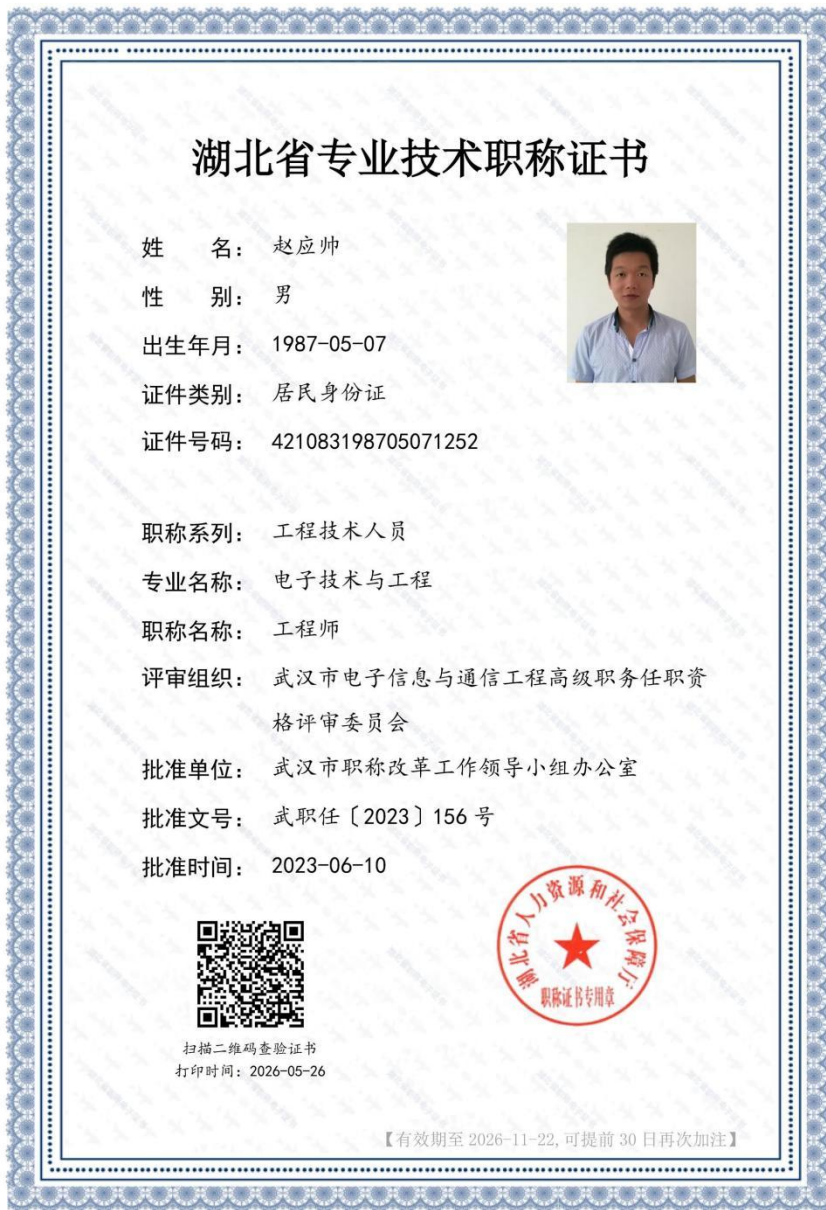 湖北省专业技术职称证书
姓 名： 赵应帅
性 别： 男
出生年月： 1987-05-07
证件类别： 居民身份证
证件号码： 421083198705071252
职称系列： 工程技术人员
专业名称： 电子技术与工程
职称名称： 工程师
评审组织： 武汉市电子信息与通信工程高级职务任职资
格评审委员会
批准单位： 武汉市职称改革工作领导小组办公室
批准文号： 武职任〔2023〕156 号
批准时间： 2023-06-10
湖北省人力资源和社会保障厅
职称证书专用章
扫描二维码查验证书
打印时间：2026-05-26
【有效期至 2026-11-22,可提前 30 日再次加注】